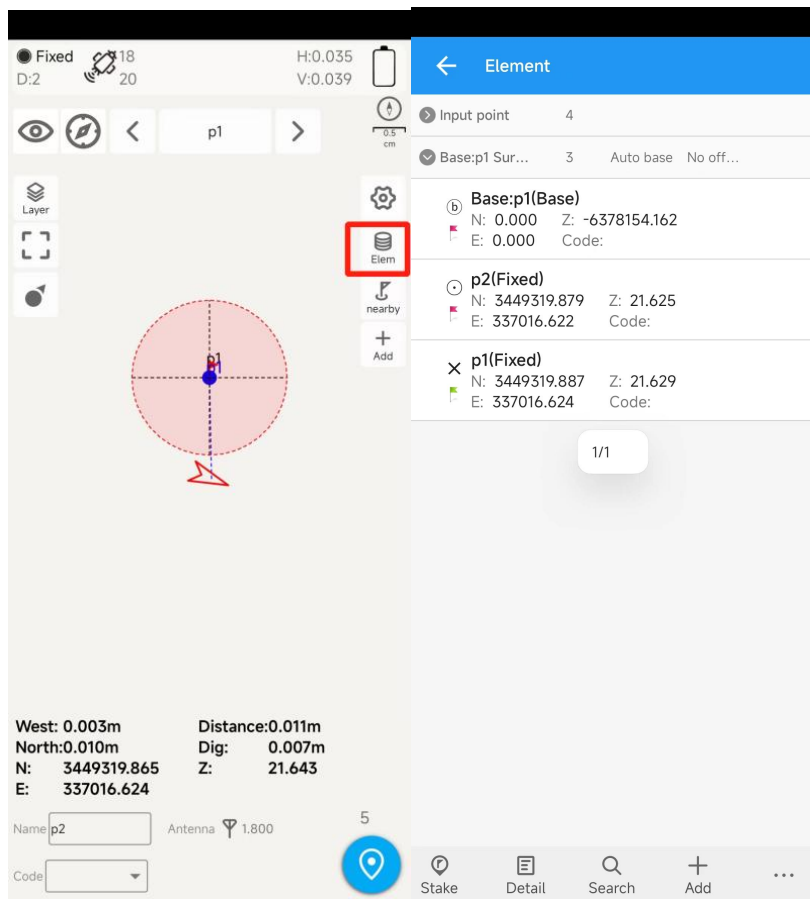 Fixed 18 H:0.035
D:2 20 V:0.039
p1
0.5
cm
Layer
Elem
nearby
Add
p1
West: 0.003m Distance:0.011m
North:0.010m Dig: 0.007m
N: 3449319.865 Z: 21.643
E: 337016.624
5
Name p2 Antenna 1.800
Code
Element
Input point 4
Base:p1 Sur... 3 Auto base No off...
b Base:p1(Base)
N: 0.000 Z: -6378154.162
E: 0.000 Code:
p2(Fixed)
N: 3449319.879 Z: 21.625
E: 337016.622 Code:
p1(Fixed)
N: 3449319.887 Z: 21.629
E: 337016.624 Code:
1/1
Stake Detail Search Add